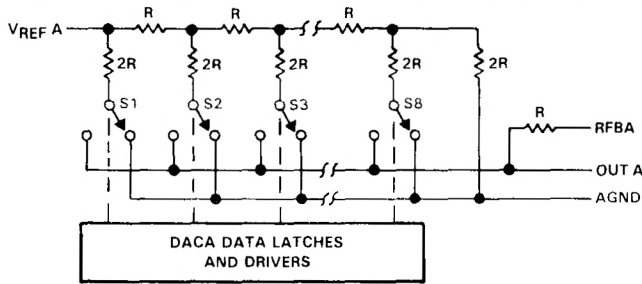 R R R
V_REF A
2R 2R 2R 2R 2R
S1 S2 S3 S8
R
RFBA
OUT A
AGND
DACA DATA LATCHES
AND DRIVERS